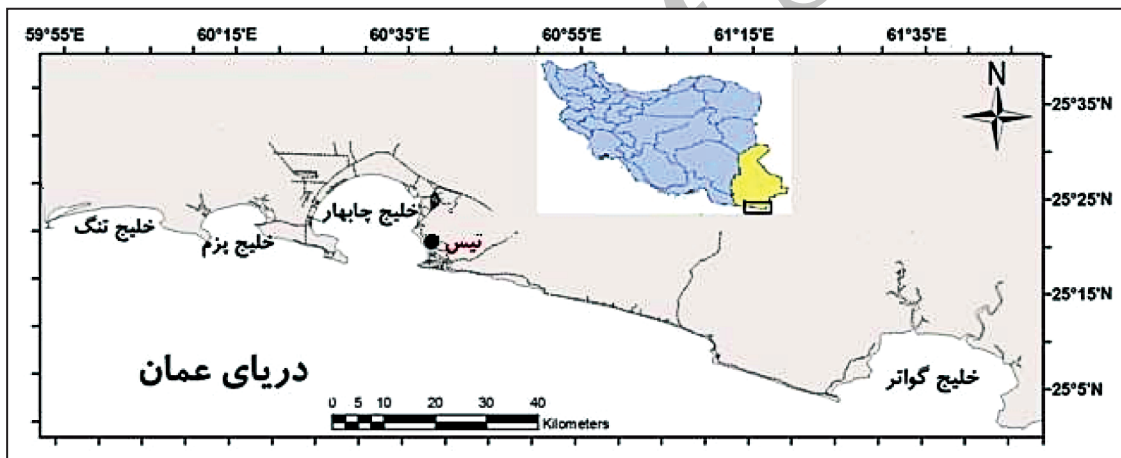 59°55'E 60°15'E 60°35'E 60°55'E 61°15'E 61°35'E
N
25°35'N
25°25'N
خلیج چابهار
خلیج تنگ
خلیج پزم
تیس
25°15'N
دریای عمان
خلیج گواتر
25°5'N
0 5 10 20 30 40
Kilometers